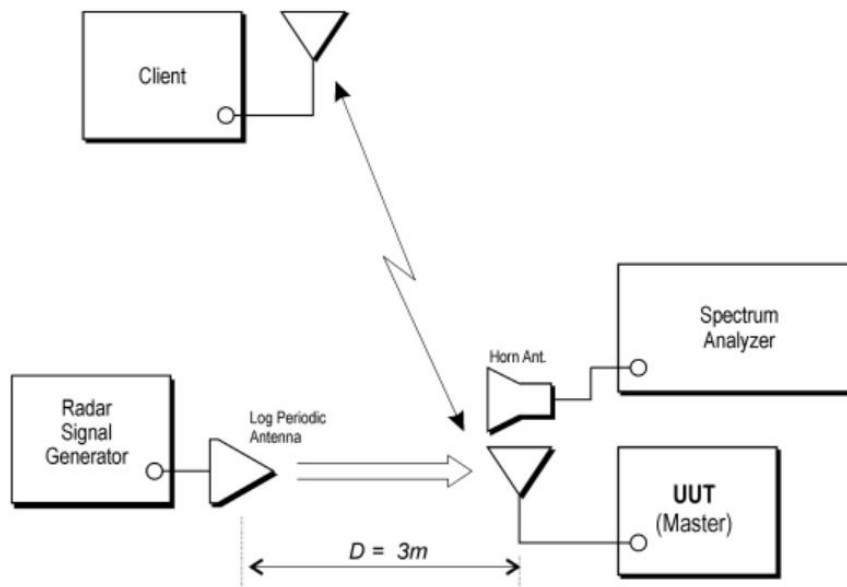 Client
Spectrum
Analyzer
Horn Ant.
Radar
Signal
Generator
Log Periodic
Antenna
UUT
(Master)
D = 3m